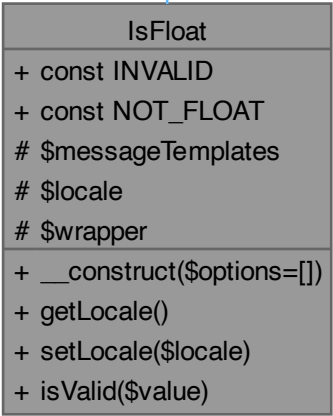 IsFloat
+ const INVALID
+ const NOT_FLOAT
# $messageTemplates
# $locale
# $wrapper
+ __construct($options=[])
+ getLocale()
+ setLocale($locale)
+ isValid($value)